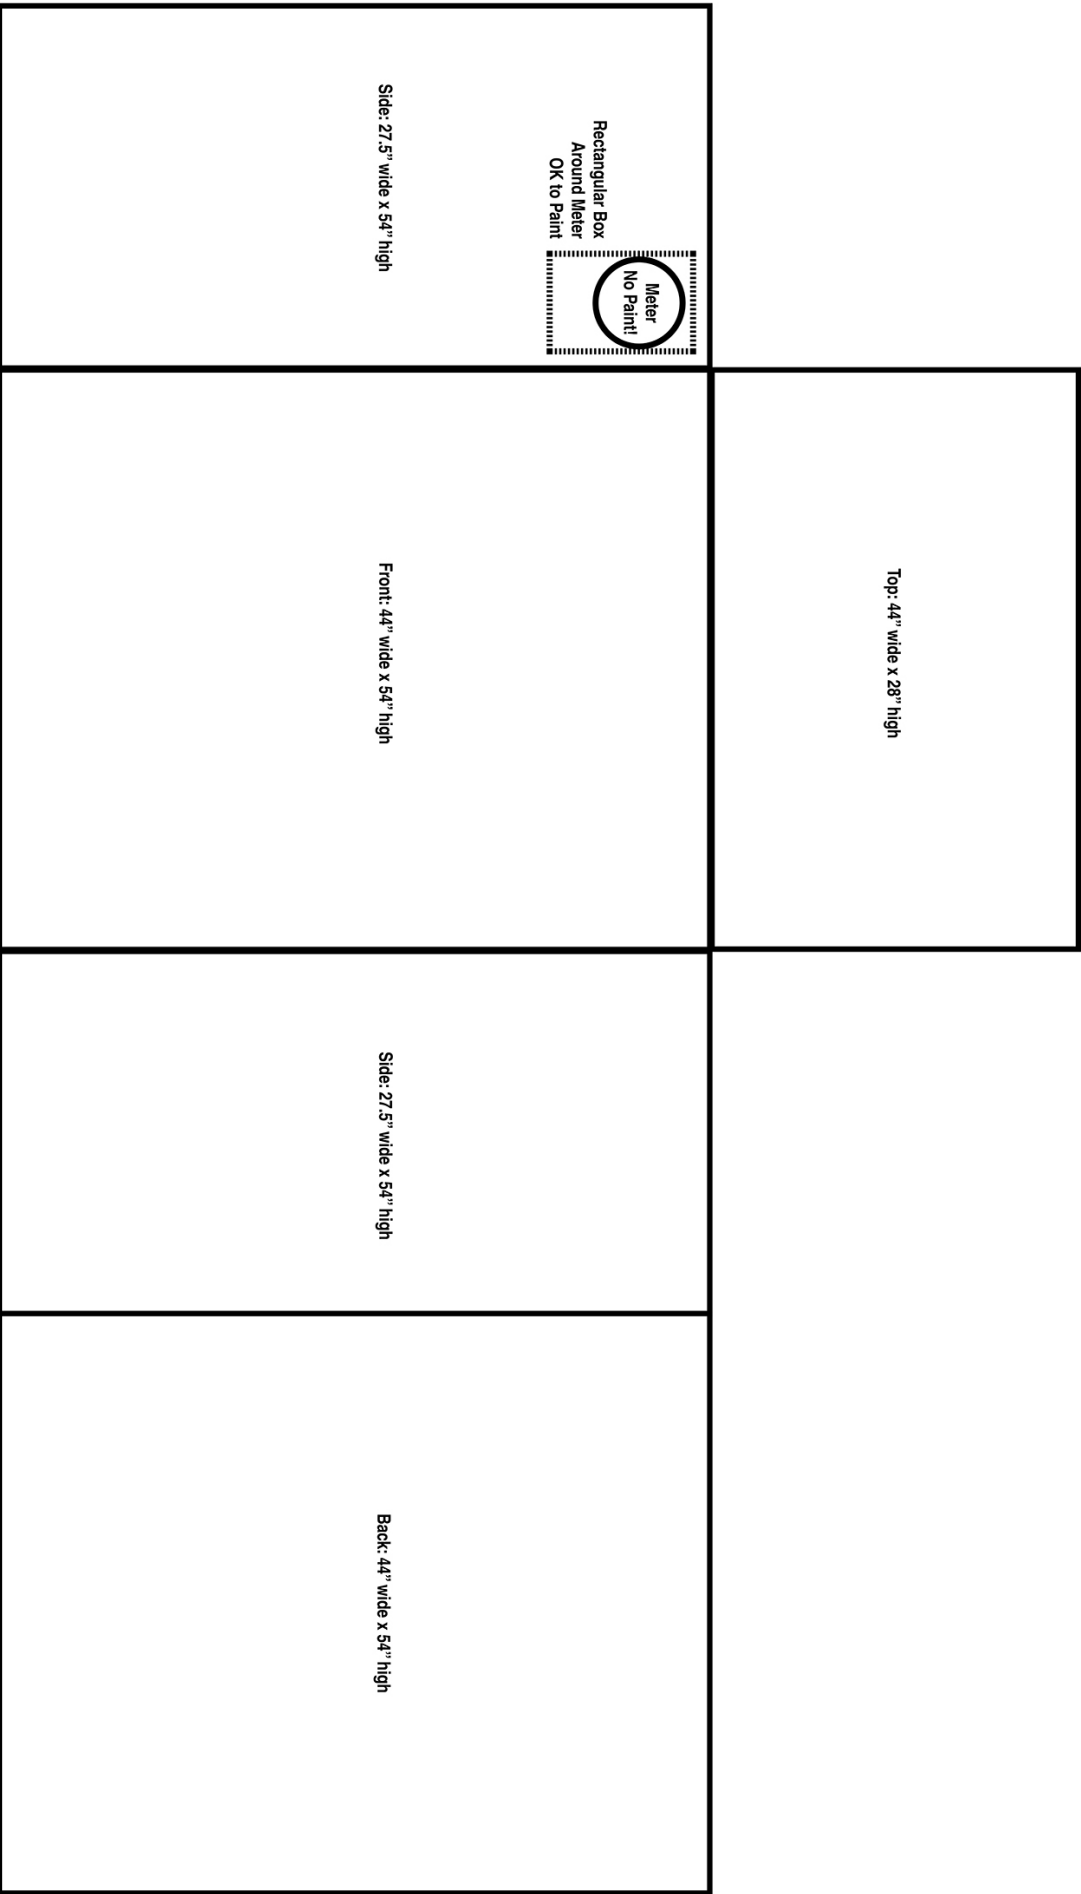 Side: 27.5” wide x 54” high
Rectangular Box
Around Meter
OK to Paint
Meter
No Paint!
Front: 44” wide x 54” high
Top: 44” wide x 28” high
Side: 27.5” wide x 54” high
Back: 44” wide x 54” high